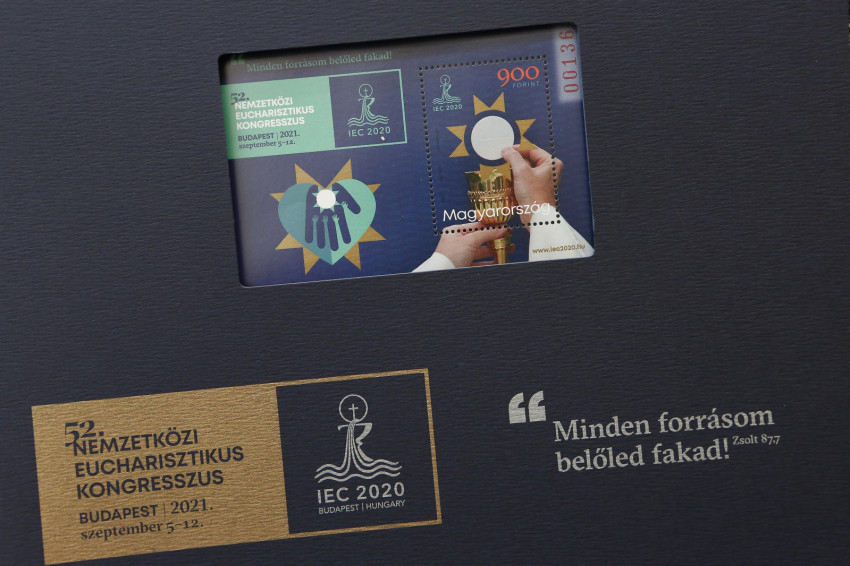 “Minden forrásom belőled fakad!
52.
NEMZETKÖZI
EUCHARISZTIKUS
KONGRESSZUS
BUDAPEST | 2021.
szeptember 5-12.
IEC 2020
IEC 2020
900
FORINT
00136
Magyarország
www.iec2020.hu
52.
NEMZETKÖZI
EUCHARISZTIKUS
KONGRESSZUS
BUDAPEST | 2021.
szeptember 5-12.
IEC 2020
BUDAPEST | HUNGARY
“Minden forrásom
belőled fakad! Zsolt 87,7